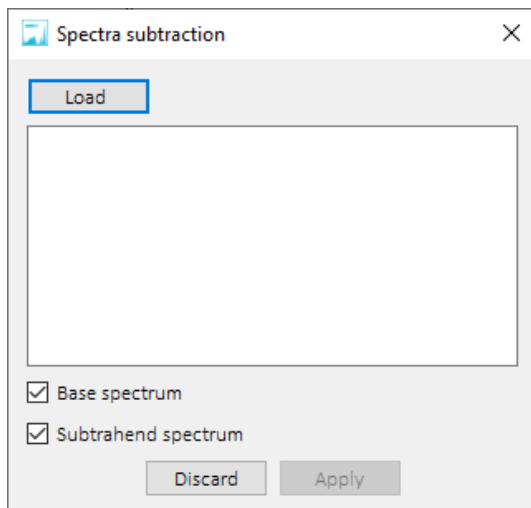 Spectra subtraction
Load
Base spectrum
Subtrahend spectrum
Discard Apply